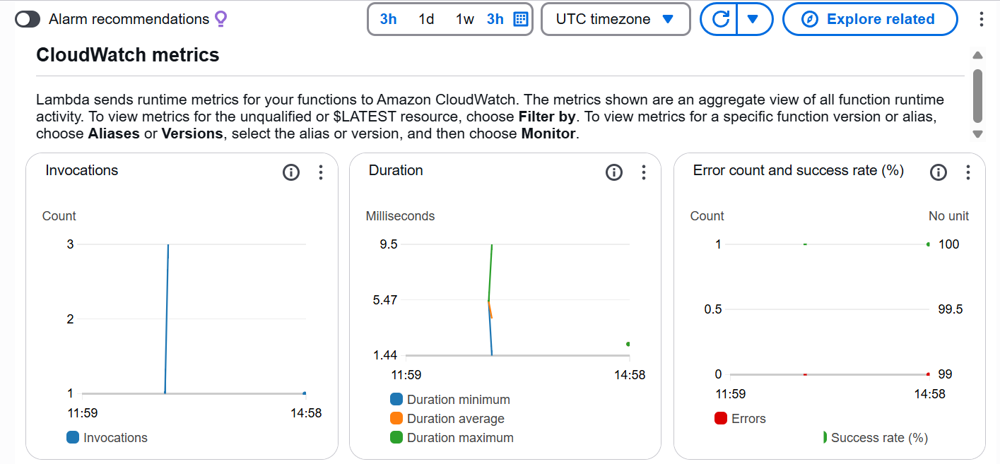 Alarm recommendations 3h 1d 1w 3h UTC timezone Explore related
CloudWatch metrics
Lambda sends runtime metrics for your functions to Amazon CloudWatch. The metrics shown are an aggregate view of all function runtime
activity. To view metrics for the unqualified or $LATEST resource, choose Filter by. To view metrics for a specific function version or alias,
choose Aliases or Versions, select the alias or version, and then choose Monitor.
Invocations
Count
3
2
1
11:59 14:58
Invocations
Duration
Milliseconds
9.5
5.47
1.44
11:59 14:58
Duration minimum
Duration average
Duration maximum
Error count and success rate (%)
Count No unit
1 100
0.5 99.5
0 99
11:59 14:58
Errors
Success rate (%)